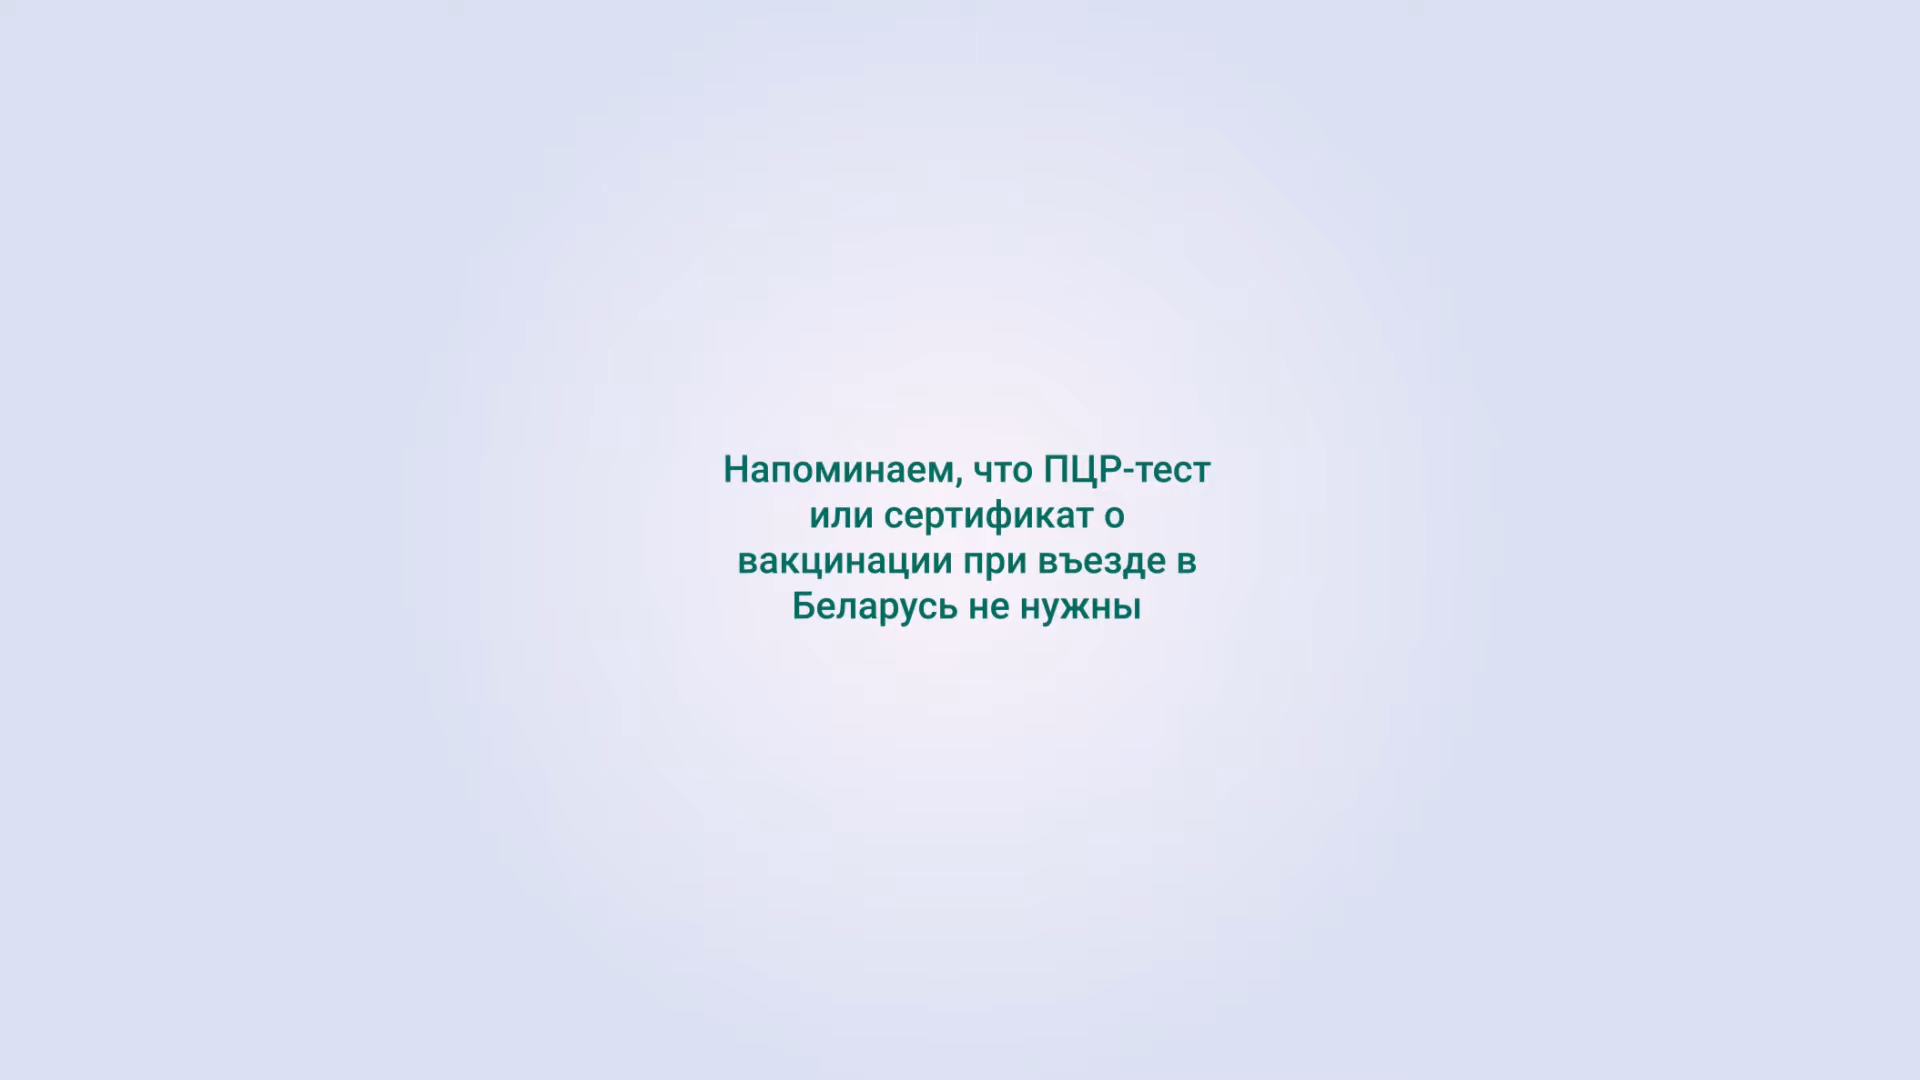 Напоминаем, что ПЦР-тест
или сертификат о
вакцинации при въезде в
Беларусь не нужны